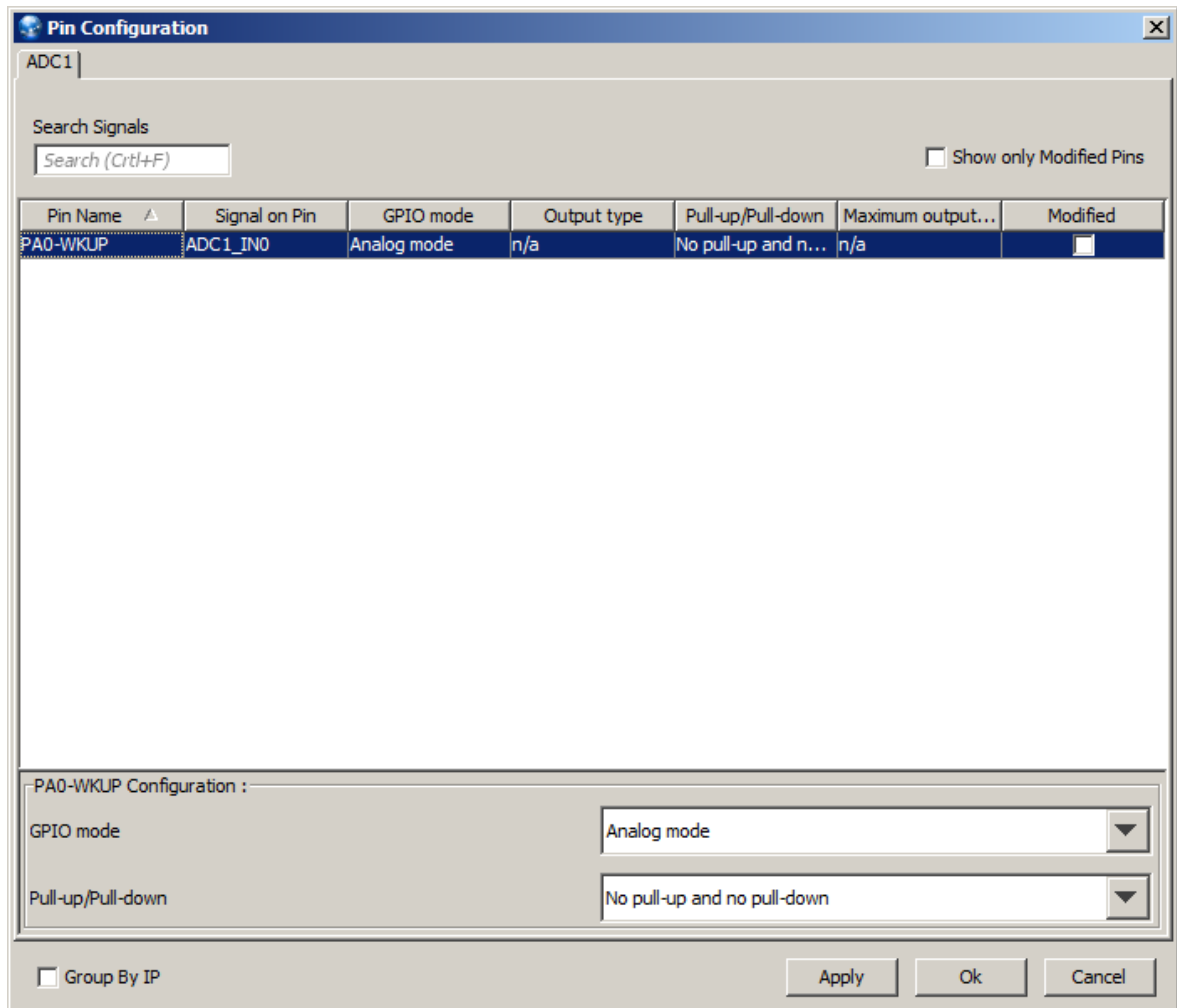 Pin Configuration
ADC1
Search Signals
Search (Crtl+F)
Show only Modified Pins
Pin Name Signal on Pin GPIO mode Output type Pull-up/Pull-down Maximum output... Modified
PA0-WKUP ADC1_IN0 Analog mode n/a No pull-up and n... n/a
PA0-WKUP Configuration :
GPIO mode Analog mode
Pull-up/Pull-down No pull-up and no pull-down
Group By IP Apply Ok Cancel